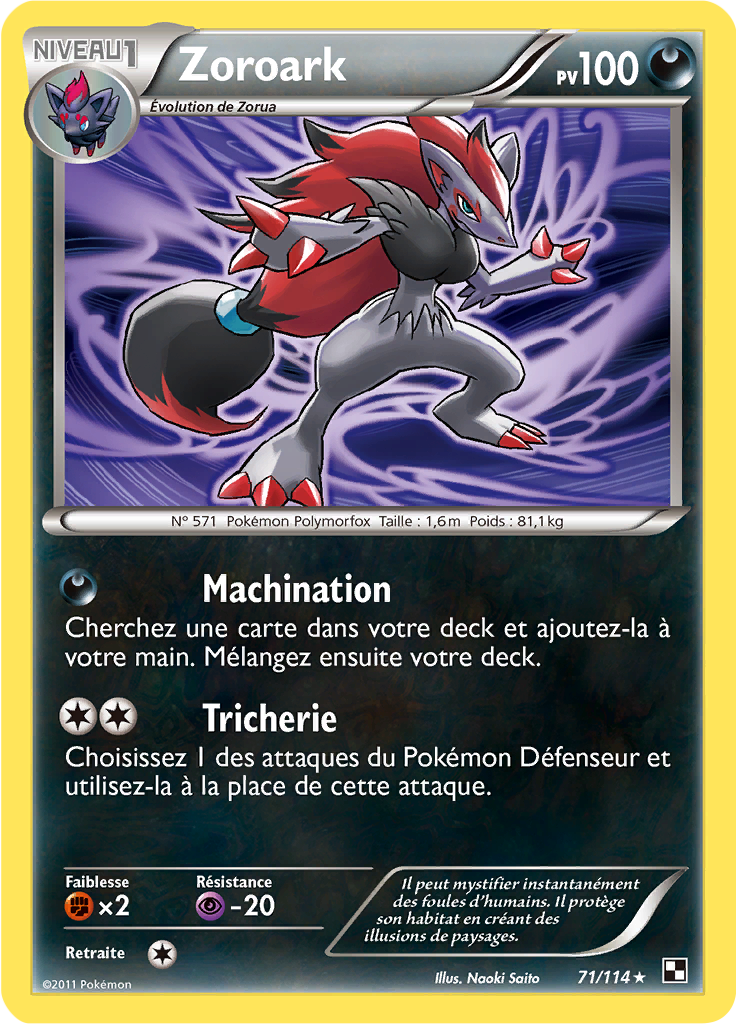 NIVEAU 1
Zoroark
PV100
Évolution de Zorua
N° 571 Pokémon Polymorfox Taille : 1,6m Poids : 81,1kg
Machination
Cherchez une carte dans votre deck et ajoutez-la à
votre main. Mélangez ensuite votre deck.
Tricherie
Choisissez 1 des attaques du Pokémon Défenseur et
utilisez-la à la place de cette attaque.
Faiblesse
×2
Résistance
-20
Retraite
Il peut mystifier instantanément
des foules d'humains. Il protège
son habitat en créant des
illusions de paysages.
©2011 Pokémon
Illus. Naoki Saito
71/114★